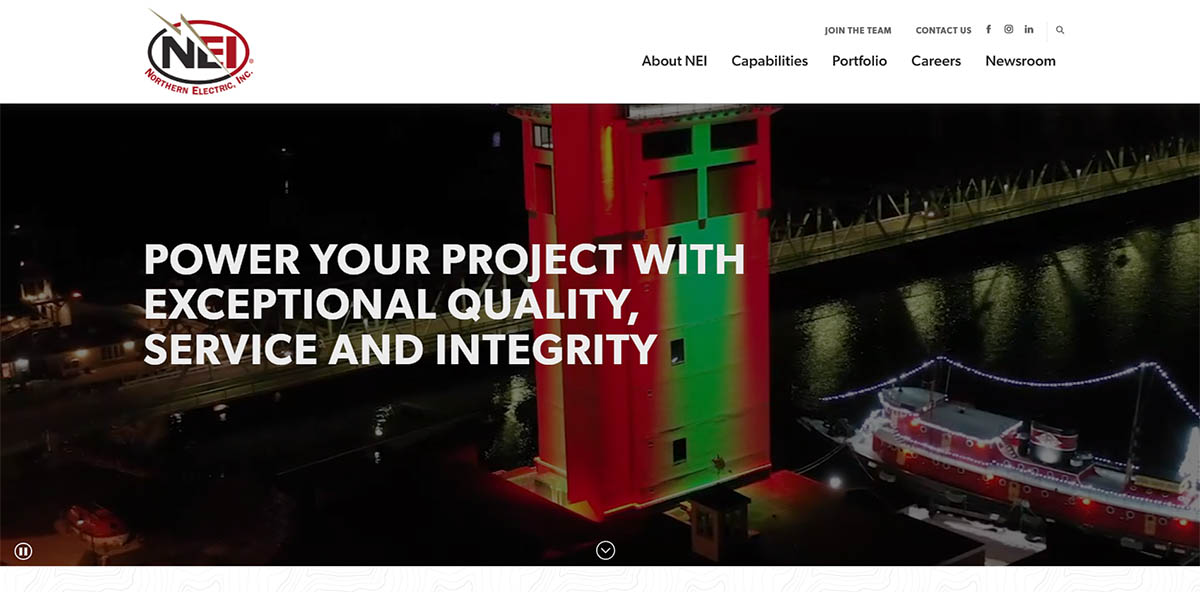 NEI®
NORTHERN ELECTRIC, INC.
JOIN THE TEAM CONTACT US
About NEI Capabilities Portfolio Careers Newsroom
POWER YOUR PROJECT WITH
EXCEPTIONAL QUALITY,
SERVICE AND INTEGRITY